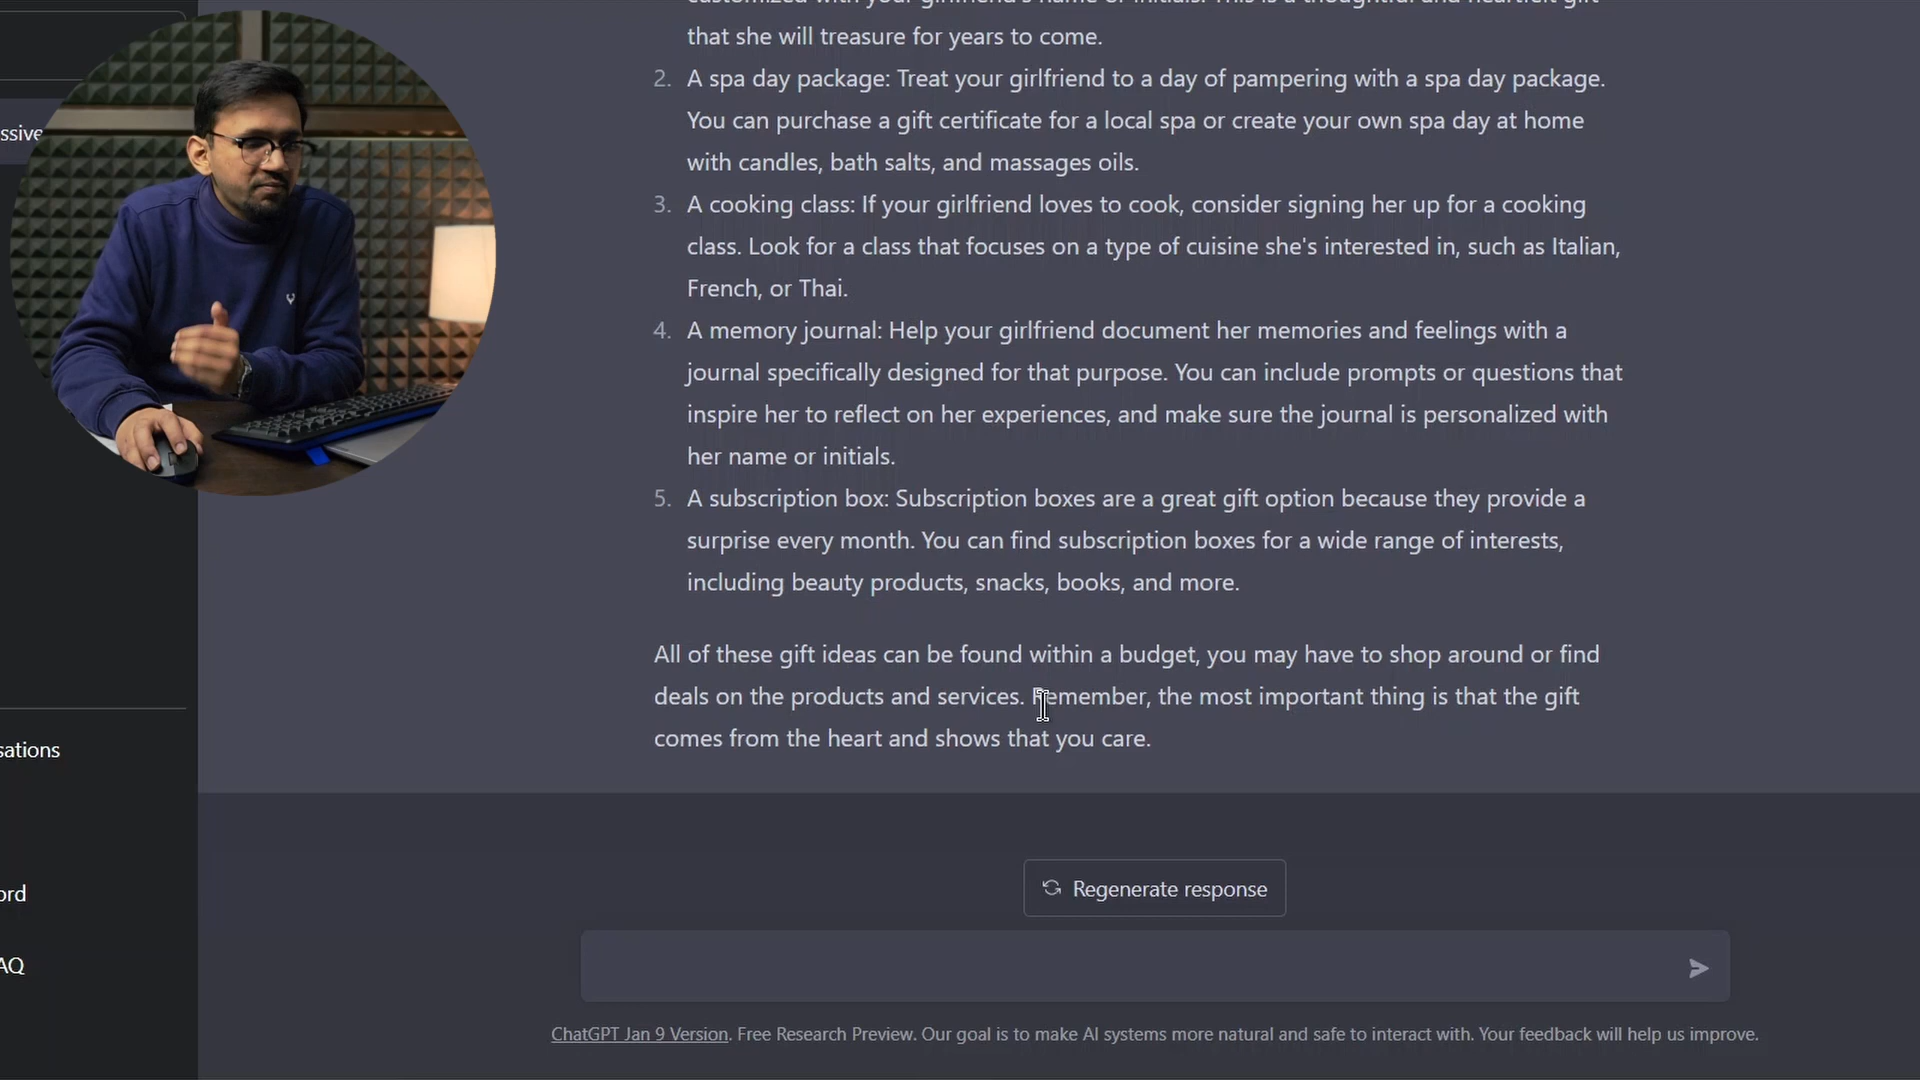 that she will treasure for years to come.
2. A spa day package: Treat your girlfriend to a day of pampering with a spa day package.
You can purchase a gift certificate for a local spa or create your own spa day at home
with candles, bath salts, and massages oils.
ssive
3. A cooking class: If your girlfriend loves to cook, consider signing her up for a cooking
class. Look for a class that focuses on a type of cuisine she's interested in, such as Italian,
French, or Thai.
4. A memory journal: Help your girlfriend document her memories and feelings with a
journal specifically designed for that purpose. You can include prompts or questions that
inspire her to reflect on her experiences, and make sure the journal is personalized with
her name or initials.
5. A subscription box: Subscription boxes are a great gift option because they provide a
surprise every month. You can find subscription boxes for a wide range of interests,
including beauty products, snacks, books, and more.
All of these gift ideas can be found within a budget, you may have to shop around or find
deals on the products and services. Remember, the most important thing is that the gift
comes from the heart and shows that you care.
sations
Regenerate response
ord
AQ
ChatGPT Jan 9 Version. Free Research Preview. Our goal is to make AI systems more natural and safe to interact with. Your feedback will help us improve.